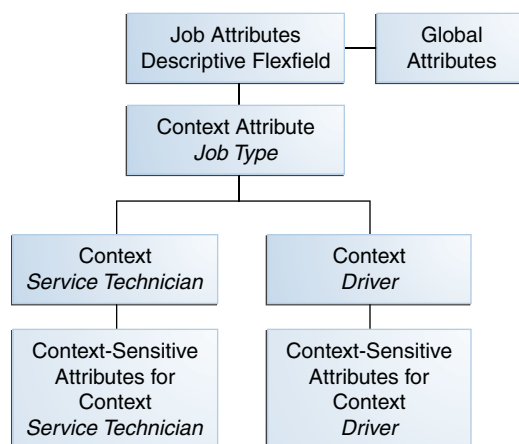 Job Attributes
Descriptive Flexfield
Global
Attributes
Context Attribute
Job Type
Context
Service Technician
Context
Driver
Context-Sensitive
Attributes for
Context
Service Technician
Context-Sensitive
Attributes for
Context
Driver